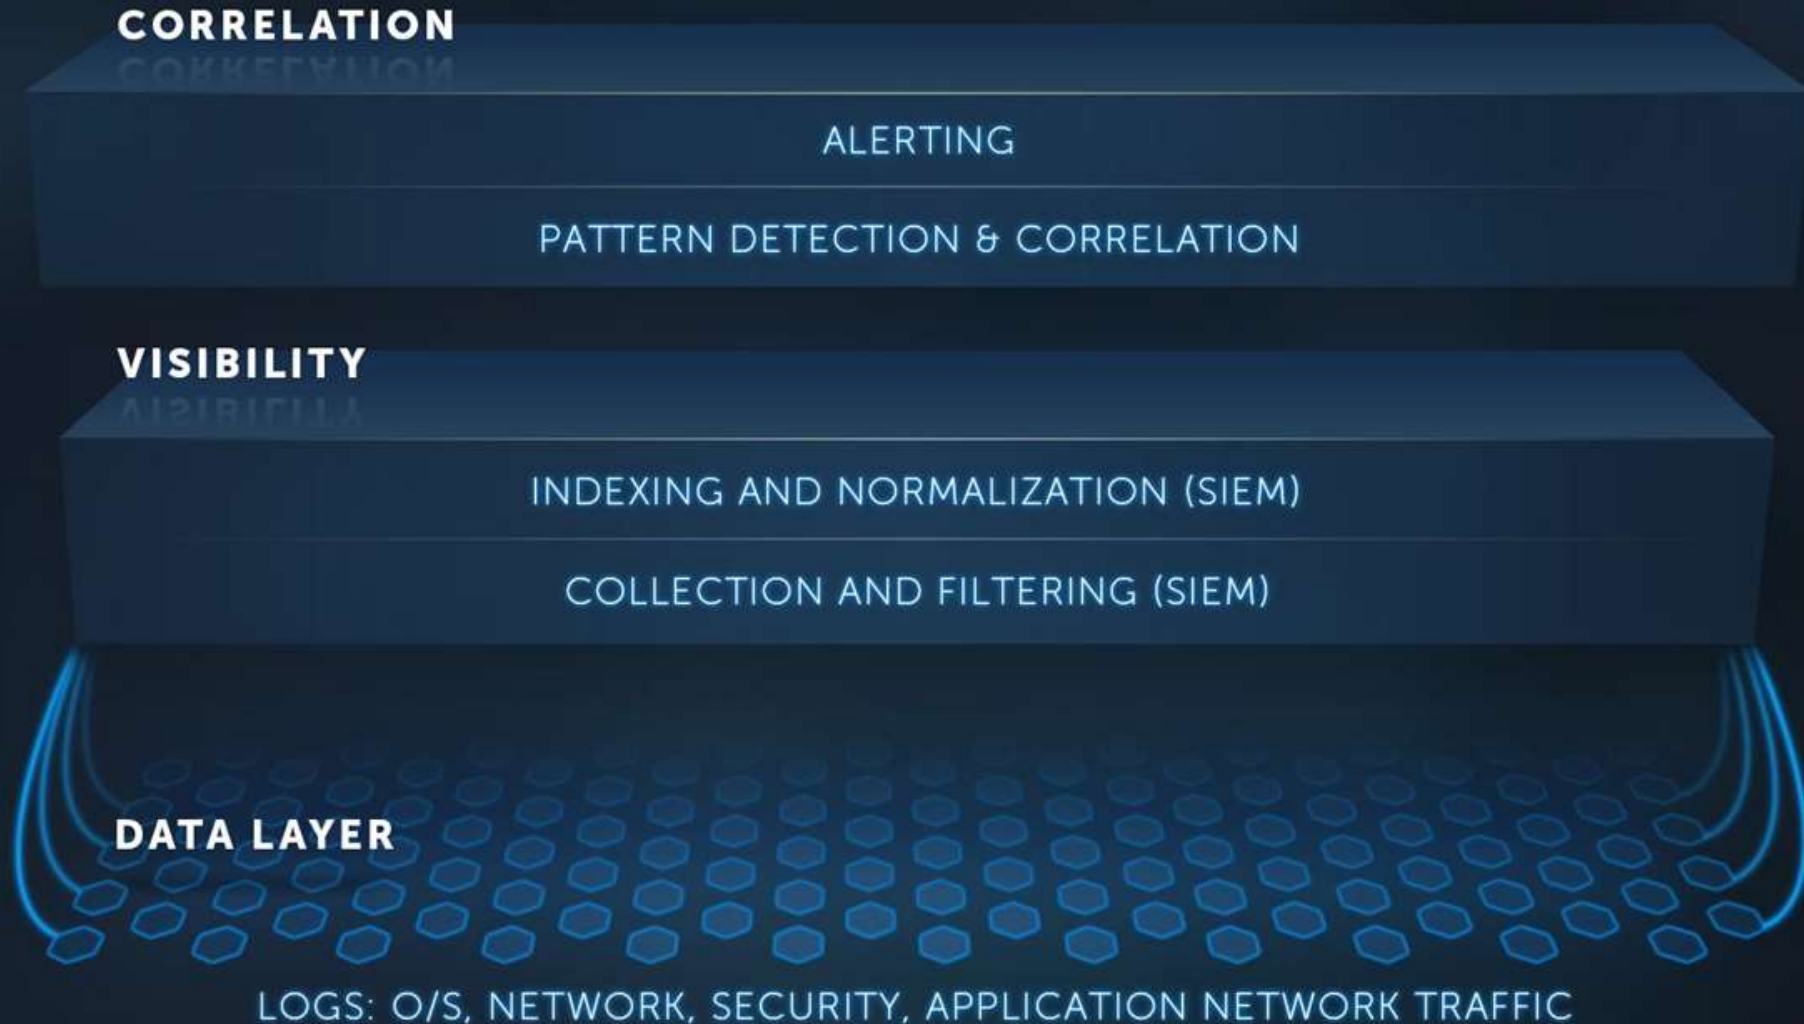 CORRELATION
ALERTING
PATTERN DETECTION & CORRELATION
VISIBILITY
INDEXING AND NORMALIZATION (SIEM)
COLLECTION AND FILTERING (SIEM)
DATA LAYER
LOGS: O/S, NETWORK, SECURITY, APPLICATION NETWORK TRAFFIC